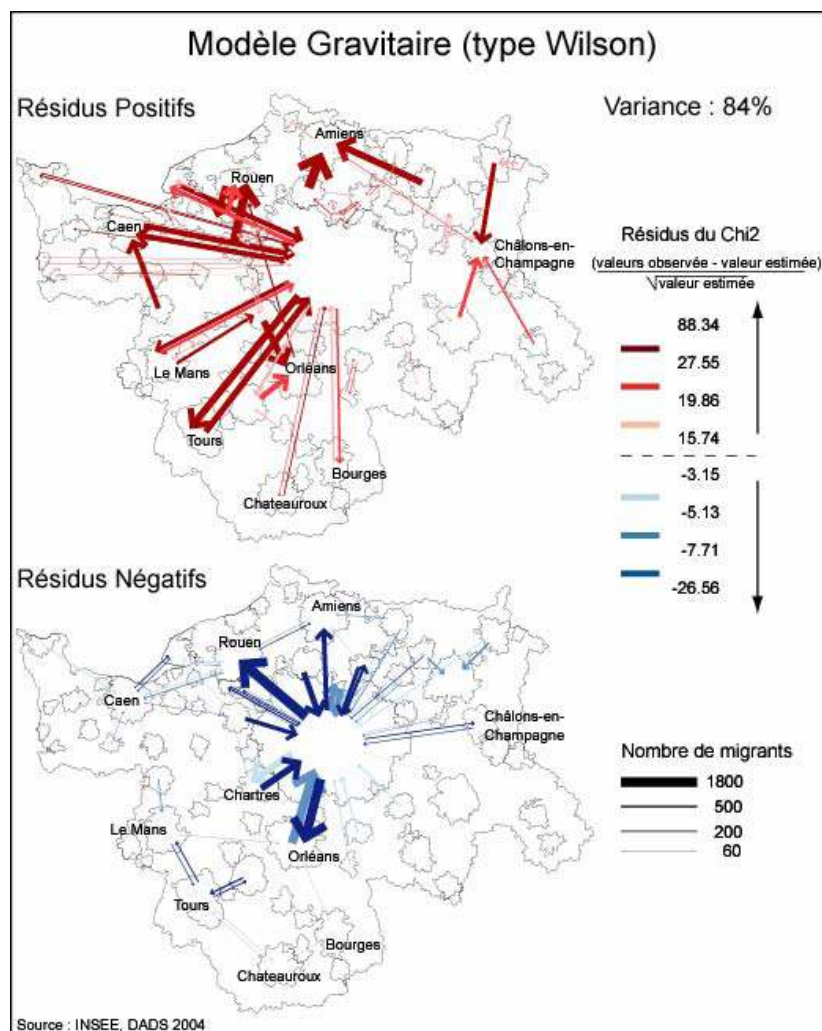 Modèle Gravitaire (type Wilson)
Résidus Positifs
Variance : 84%
Amiens
Rouen
Caen
Châlons-en-
Champagne
Le Mans
Orléans
Tours
Bourges
Chateauroux
Résidus du Chi2
(valeurs observée - valeur estimée)
√valeur estimée
88.34
27.55
19.86
15.74
-3.15
-5.13
-7.71
-26.56
Résidus Négatifs
Amiens
Rouen
Caen
Châlons-en-
Champagne
Chartres
Le Mans
Orléans
Tours
Bourges
Chateauroux
Nombre de migrants
1800
500
200
60
Source : INSEE, DADS 2004